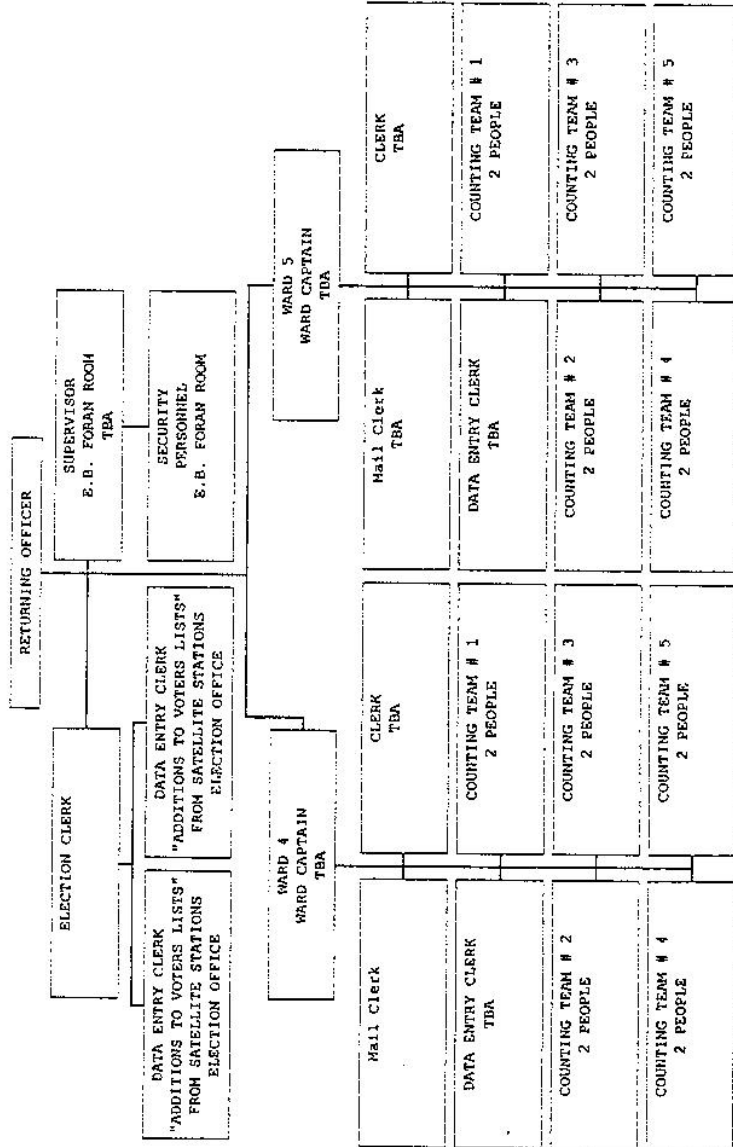 RETURNING OFFICER
ELECTION CLERK
SUPERVISOR
E.B. FORAN ROOM
TBA
DATA ENTRY CLERK
"ADDITIONS TO VOTERS LISTS"
FROM SATELLITE STATIONS
ELECTION OFFICE
DATA ENTRY CLERK
"ADDITIONS TO VOTERS LISTS"
FROM SATELLITE STATIONS
ELECTION OFFICE
SECURITY
PERSONNEL
E.B. FORAN ROOM
WARD 4
WARD CAPTAIN
TBA
WARD 5
WARD CAPTAIN
TBA
Mail Clerk
CLERK
TBA
Mail Clerk
TBA
CLERK
TBA
DATA ENTRY CLERK
TBA
COUNTING TEAM # 1
2 PEOPLE
DATA ENTRY CLERK
TBA
COUNTING TEAM # 1
2 PEOPLE
COUNTING TEAM # 2
2 PEOPLE
COUNTING TEAM # 3
2 PEOPLE
COUNTING TEAM # 2
2 PEOPLE
COUNTING TEAM # 3
2 PEOPLE
COUNTING TEAM # 4
2 PEOPLE
COUNTING TEAM # 5
2 PEOPLE
COUNTING TEAM # 4
2 PEOPLE
COUNTING TEAM # 5
2 PEOPLE